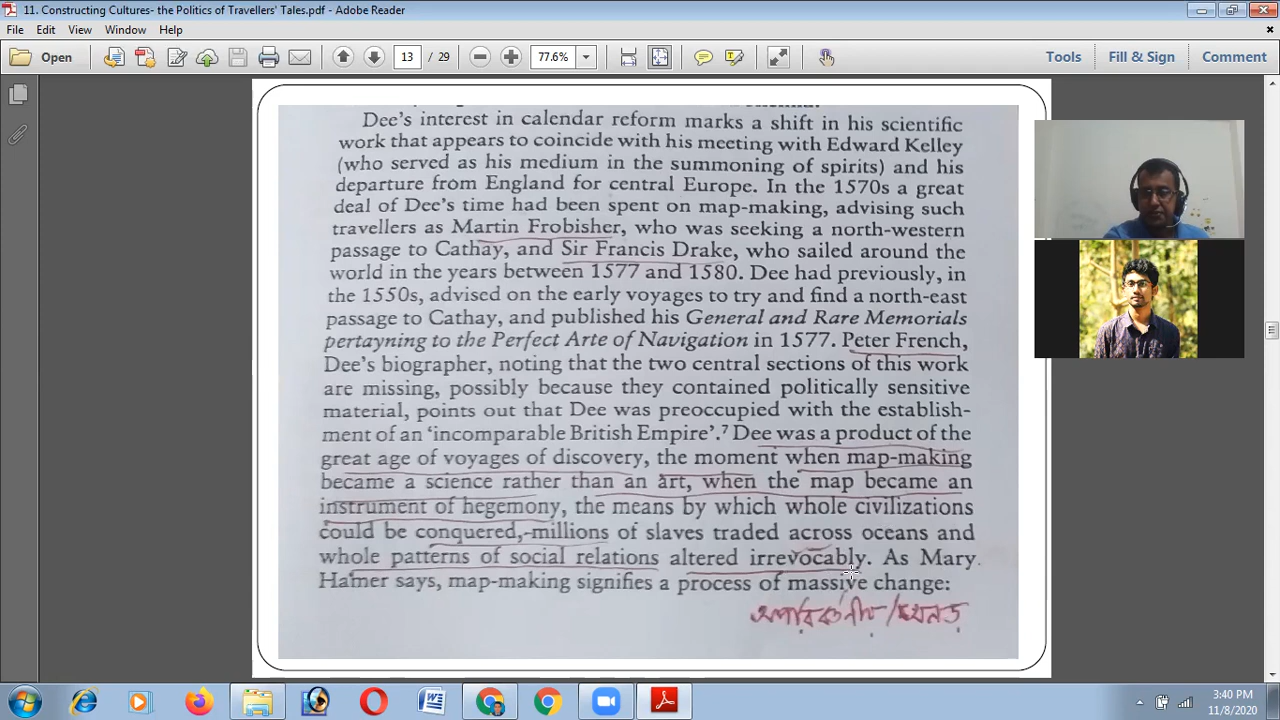 11. Constructing Cultures- the Politics of Travellers' Tales.pdf - Adobe Reader
File Edit View Window Help
Open 13 / 29 77.6% Tools Fill & Sign Comment
Dee's interest in calendar reform marks a shift in his scientific
work that appears to coincide with his meeting with Edward Kelley
(who served as his medium in the summoning of spirits) and his
departure from England for central Europe. In the 1570s a great
deal of Dee's time had been spent on map-making, advising such
travellers as Martin Frobisher, who was seeking a north-western
passage to Cathay, and Sir Francis Drake, who sailed around the
world in the years between 1577 and 1580. Dee had previously, in
the 1550s, advised on the early voyages to try and find a north-east
passage to Cathay, and published his General and Rare Memorials
pertayning to the Perfect Arte of Navigation in 1577. Peter French,
Dee's biographer, noting that the two central sections of this work
are missing, possibly because they contained politically sensitive
material, points out that Dee was preoccupied with the establish-
ment of an 'incomparable British Empire'.7 Dee was a product of the
great age of voyages of discovery, the moment when map-making
became a science rather than an art, when the map became an
instrument of hegemony, the means by which whole civilizations
could be conquered, millions of slaves traded across oceans and
whole patterns of social relations altered irrevocably. As Mary
Hamer says, map-making signifies a process of massive change:
3:40 PM
11/8/2020